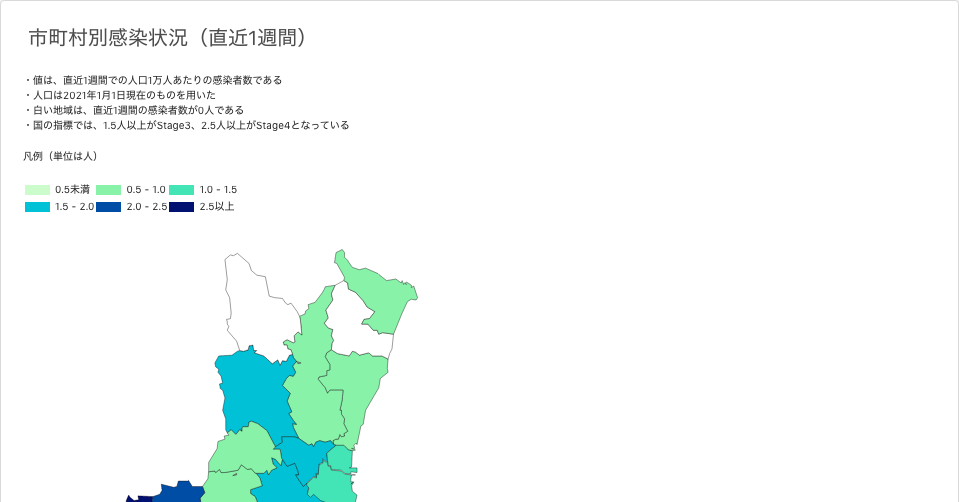 市町村別感染状況（直近1週間）
・値は、直近1週間での人口1万人あたりの感染者数である
・人口は2021年1月1日現在のものを用いた
・白い地域は、直近1週間の感染者数が0人である
・国の指標では、1.5人以上がStage3、2.5人以上がStage4となっている
凡例（単位は人）
0.5未満 0.5 - 1.0 1.0 - 1.5
1.5 - 2.0 2.0 - 2.5 2.5以上